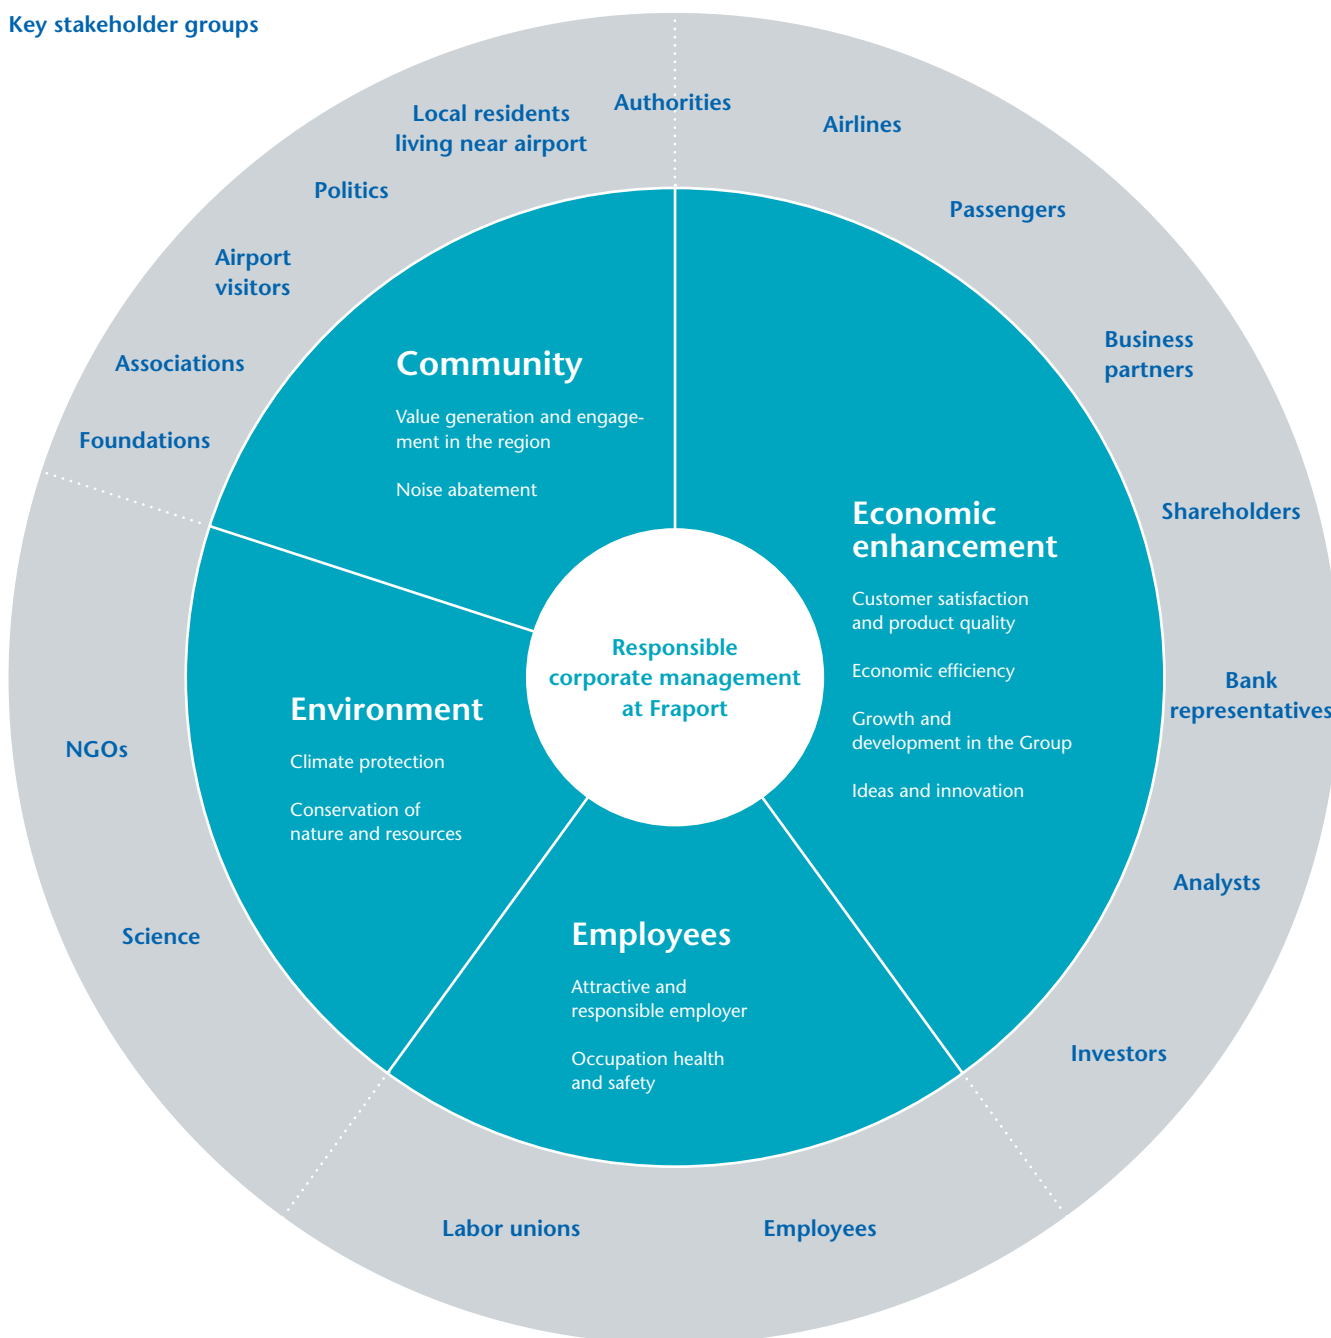 Key stakeholder groups
Authorities
Airlines
Passengers
Business
partners
Shareholders
Bank
representatives
Analysts
Investors
Employees
Labor unions
Science
NGOs
Foundations
Associations
Airport
visitors
Politics
Local residents
living near airport
Community
Value generation and engage-
ment in the region
Noise abatement
Economic
enhancement
Customer satisfaction
and product quality
Economic efficiency
Growth and
development in the Group
Ideas and innovation
Responsible
corporate management
at Fraport
Environment
Climate protection
Conservation of
nature and resources
Employees
Attractive and
responsible employer
Occupation health
and safety